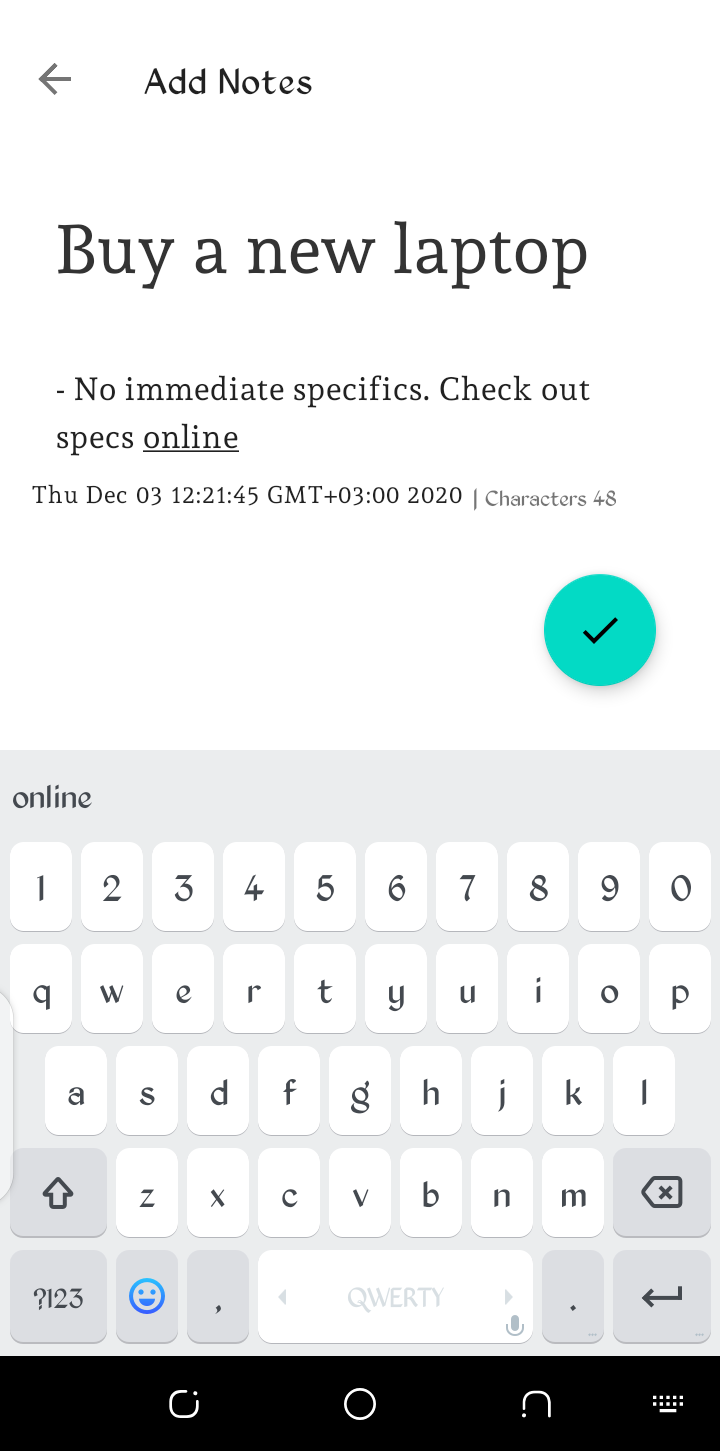 Add Notes
Buy a new laptop
- No immediate specifics. Check out
specs online
Thu Dec 03 12:21:45 GMT+03:00 2020 | Characters 48
online
1 2 3 4 5 6 7 8 9 0
q w e r t y u i o p
a s d f g h j k l
z x c v b n m
?123 , QWERTY .